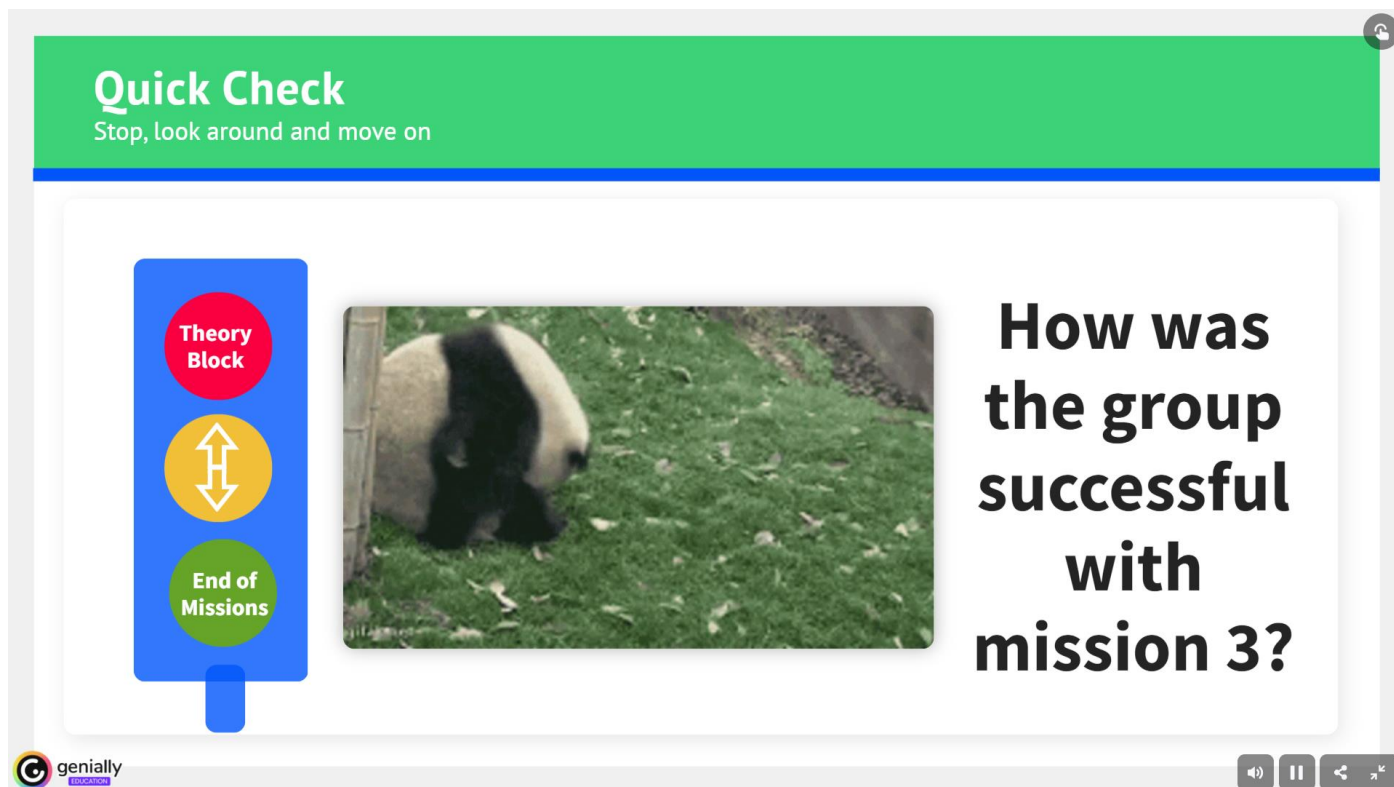 Quick Check
Stop, look around and move on
Theory
Block
H
End of
Missions
How was
the group
successful
with
mission 3?
genially
EDUCATION